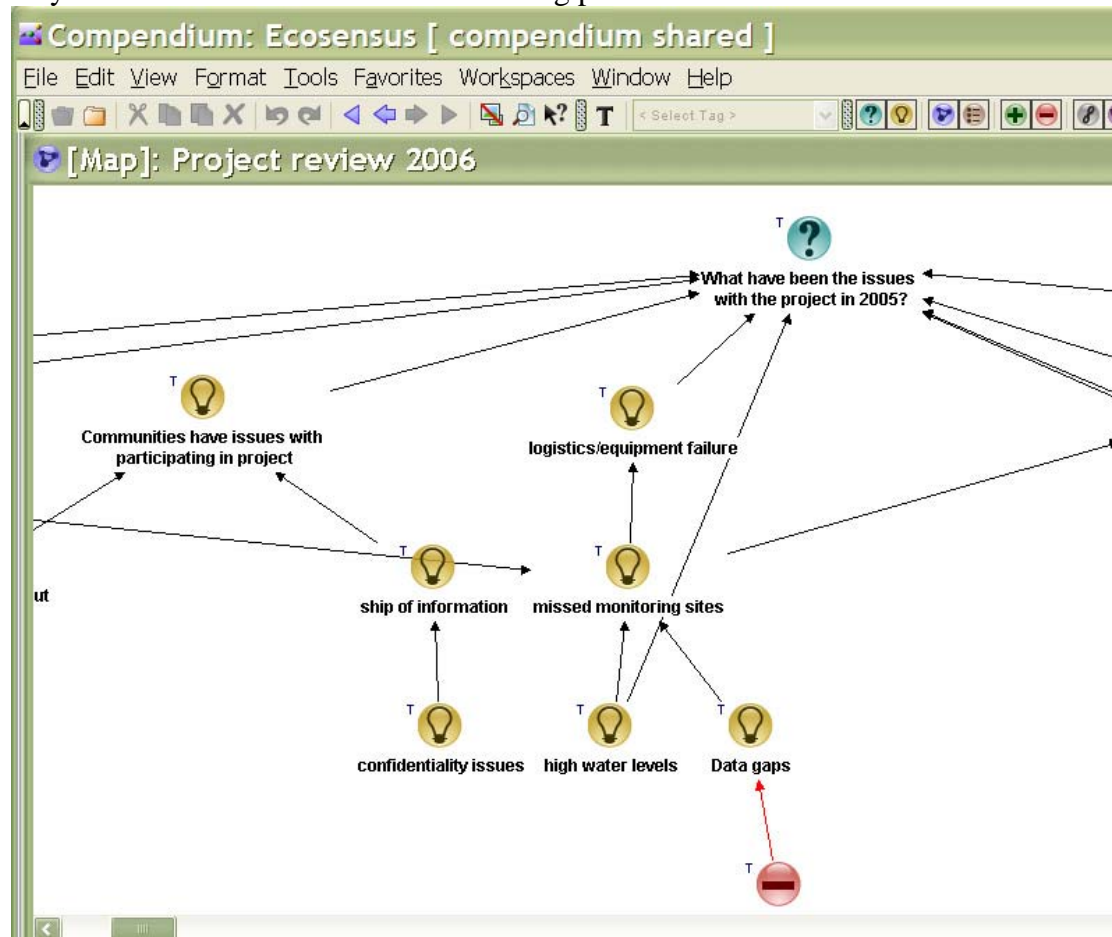 Compendium: Ecosensus [ compendium shared ]
File Edit View Format Tools Favorites Workspaces Window Help
T < Select Tag >
[Map]: Project review 2006
T
What have been the issues
with the project in 2005?
T
T
Communities have issues with
participating in project
logistics/equipment failure
T
T
ut
ship of information
missed monitoring sites
T
T
T
confidentiality issues
high water levels
Data gaps
T